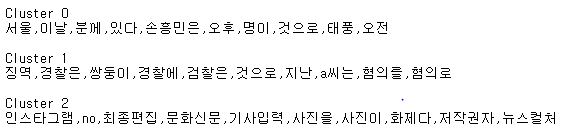 Cluster 0
서울,이날,분께,있다,손흥민은,오후,명이,것으로,태풍,오전
Cluster 1
징역,경찰은,쌍둥이,경찰에,검찰은,것으로,지난,a씨는,혐의를,혐의로
Cluster 2
인스타그램,no,최종편집,문화신문,기사입력,사진을,사진이,화제다,저작권자,뉴스컬처